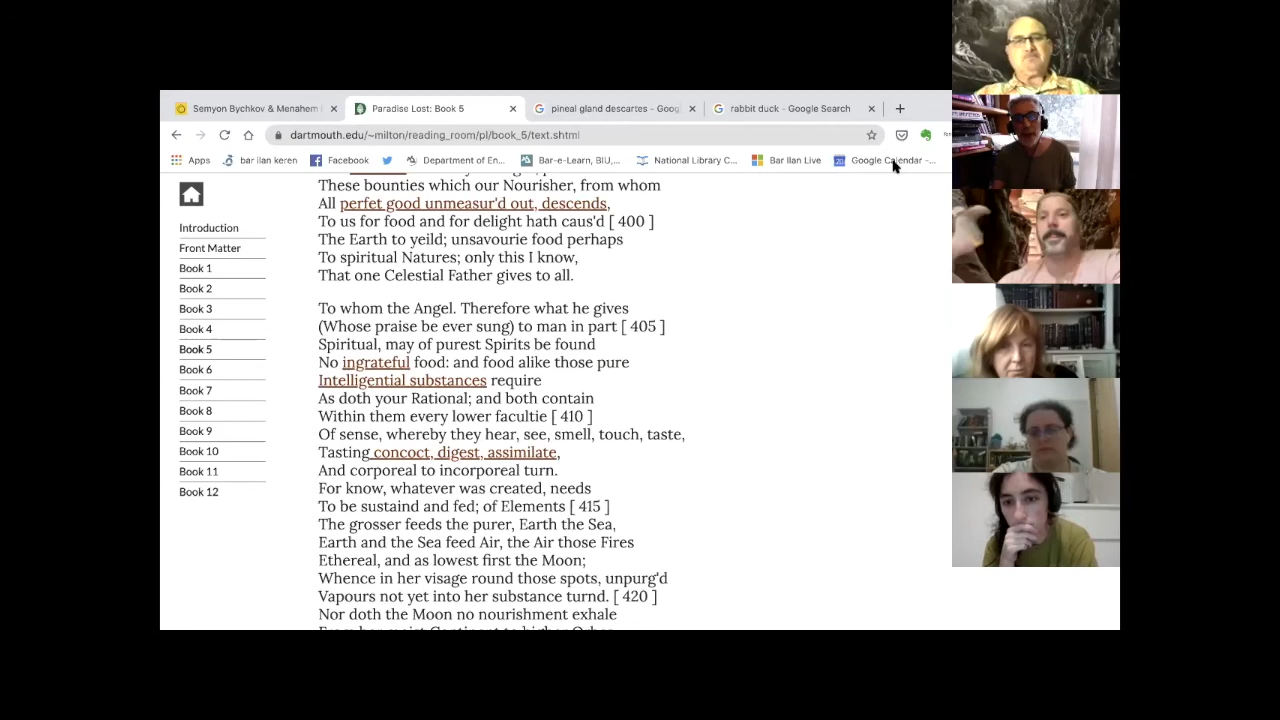 Semyon Bychkov & Menahem
Paradise Lost: Book 5
pineal gland descartes - Goog
rabbit duck - Google Search
dartmouth.edu/~milton/reading_room/pl/book_5/text.shtml
Apps
bar ilan keren
Facebook
Department of En...
Bar-e-Learn, BIU,...
National Library C...
Bar Ilan Live
Google Calendar -...
Introduction
Front Matter
Book 1
Book 2
Book 3
Book 4
Book 5
Book 6
Book 7
Book 8
Book 9
Book 10
Book 11
Book 12
These bounties which our Nourisher, from whom
All perfet good unmeasur'd out, descends,
To us for food and for delight hath caus'd [ 400 ]
The Earth to yeild; unsavourie food perhaps
To spiritual Natures; only this I know,
That one Celestial Father gives to all.
To whom the Angel. Therefore what he gives
(Whose praise be ever sung) to man in part [ 405 ]
Spiritual, may of purest Spirits be found
No ingrateful food: and food alike those pure
Intelligential substances require
As doth your Rational; and both contain
Within them every lower facultie [ 410 ]
Of sense, whereby they hear, see, smell, touch, taste,
Tasting concoct, digest, assimilate,
And corporeal to incorporeal turn.
For know, whatever was created, needs
To be sustaind and fed; of Elements [ 415 ]
The grosser feeds the purer, Earth the Sea,
Earth and the Sea feed Air, the Air those Fires
Ethereal, and as lowest first the Moon;
Whence in her visage round those spots, unpurg'd
Vapours not yet into her substance turnd. [ 420 ]
Nor doth the Moon no nourishment exhale